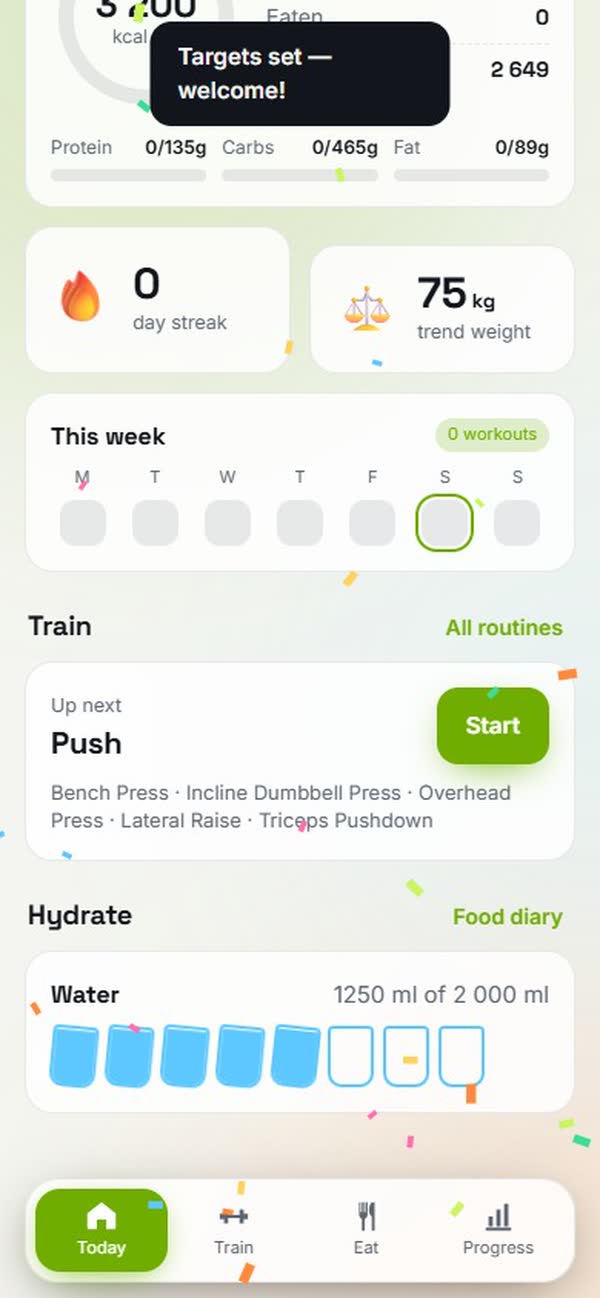 3 200
kcal
Eaten
0
Targets set —
welcome!
2 649
Protein 0/135g Carbs 0/465g Fat 0/89g
0
day streak
75 kg
trend weight
This week
0 workouts
M T W T F S S
Train
All routines
Up next
Push
Start
Bench Press · Incline Dumbbell Press · Overhead
Press · Lateral Raise · Triceps Pushdown
Hydrate
Food diary
Water
1250 ml of 2 000 ml
Today Train Eat Progress